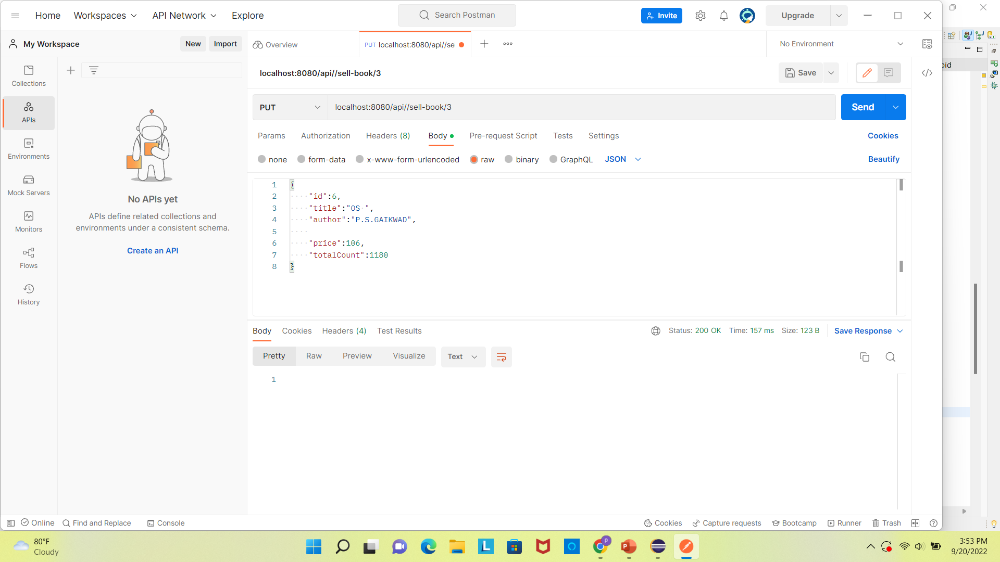 Home
Workspaces
API Network
Explore
Search Postman
Invite
Upgrade
My Workspace
New
Import
Overview
PUT localhost:8080/api//se
No Environment
Collections
APIs
Environments
Mock Servers
Monitors
Flows
History
No APIs yet
APIs define related collections and
environments under a consistent schema.
Create an API
localhost:8080/api//sell-book/3
Save
</>
PUT
localhost:8080/api//sell-book/3
Send
Params
Authorization
Headers (8)
Body
Pre-request Script
Tests
Settings
Cookies
none
form-data
x-www-form-urlencoded
raw
binary
GraphQL
JSON
Beautify
1 {
2 "id":6,
3 "title":"OS ",
4 "author":"P.S.GAIKWAD",
5
6 "price":106,
7 "totalCount":1180
8 }
Body
Cookies
Headers (4)
Test Results
Status: 200 OK
Time: 157 ms
Size: 123 B
Save Response
Pretty
Raw
Preview
Visualize
Text
1
Online
Find and Replace
Console
Cookies
Capture requests
Bootcamp
Runner
Trash
80°F
Cloudy
3:53 PM
9/20/2022